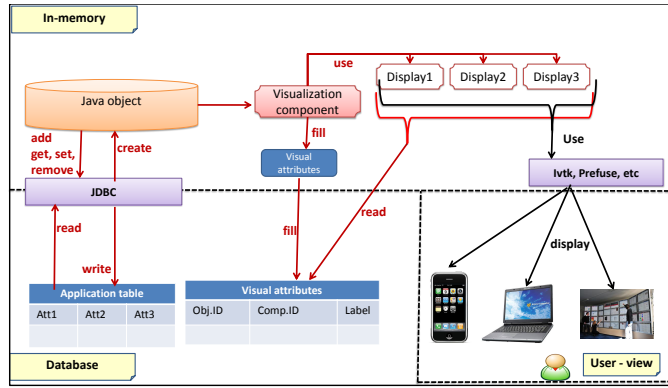 In-memory
use
Java object
Visualization
component
Display1
Display2
Display3
add
get, set,
remove
create
fill
Visual
attributes
Use
JDBC
Ivtk, Prefuse, etc
read
write
fill
read
display
Application table
Att1
Att2
Att3
Visual attributes
Obj.ID
Comp.ID
Label
Database
User - view